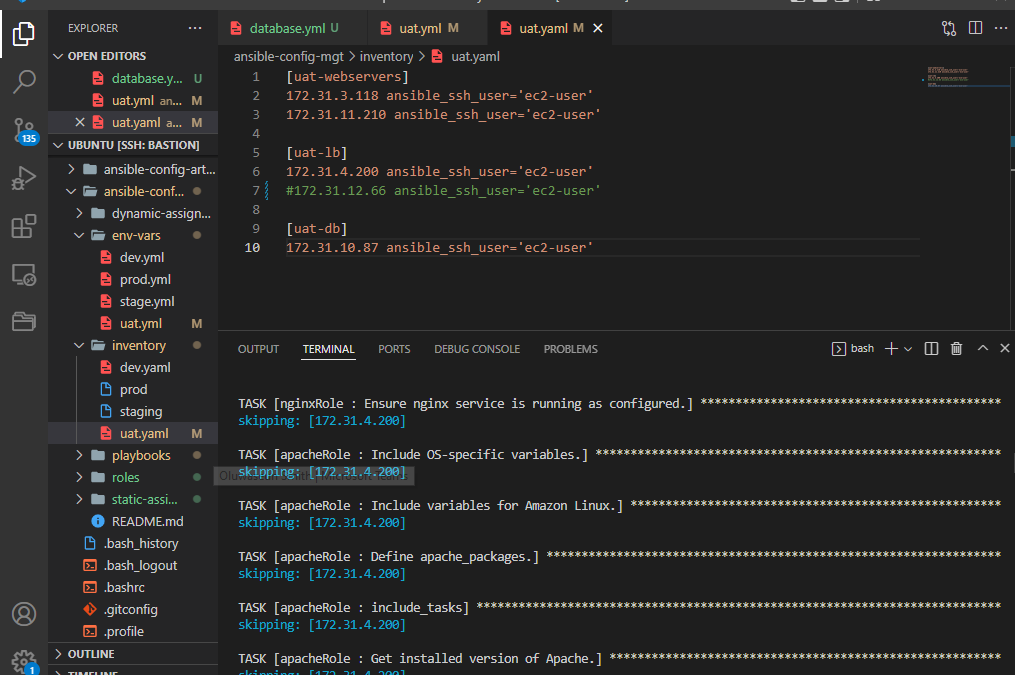 EXPLORER
database.yml U
uat.yml M
uat.yaml M
OPEN EDITORS
database.y... U
uat.yml an... M
uat.yaml a... M
135
UBUNTU [SSH: BASTION]
ansible-config-art...
ansible-conf...
dynamic-assign...
env-vars
dev.yml
prod.yml
stage.yml
uat.yml M
inventory
dev.yaml
prod
staging
uat.yaml M
playbooks
roles
static-assi...
README.md
.bash_history
.bash_logout
.bashrc
.gitconfig
.profile
OUTLINE
TIMELINE
1
ansible-config-mgt > inventory > uat.yaml
1 [uat-webservers]
2 172.31.3.118 ansible_ssh_user='ec2-user'
3 172.31.11.210 ansible_ssh_user='ec2-user'
4
5 [uat-lb]
6 172.31.4.200 ansible_ssh_user='ec2-user'
7 #172.31.12.66 ansible_ssh_user='ec2-user'
8
9 [uat-db]
10 172.31.10.87 ansible_ssh_user='ec2-user'
OUTPUT TERMINAL PORTS DEBUG CONSOLE PROBLEMS
bash
TASK [nginxRole : Ensure nginx service is running as configured.] *******************************************
skipping: [172.31.4.200]
TASK [apacheRole : Include OS-specific variables.] **********************************************************
skipping: [172.31.4.200]
TASK [apacheRole : Include variables for Amazon Linux.] *****************************************************
skipping: [172.31.4.200]
TASK [apacheRole : Define apache_packages.] *****************************************************************
skipping: [172.31.4.200]
TASK [apacheRole : include_tasks] ***************************************************************************
skipping: [172.31.4.200]
TASK [apacheRole : Get installed version of Apache.] ********************************************************
skipping: [172.31.4.200]